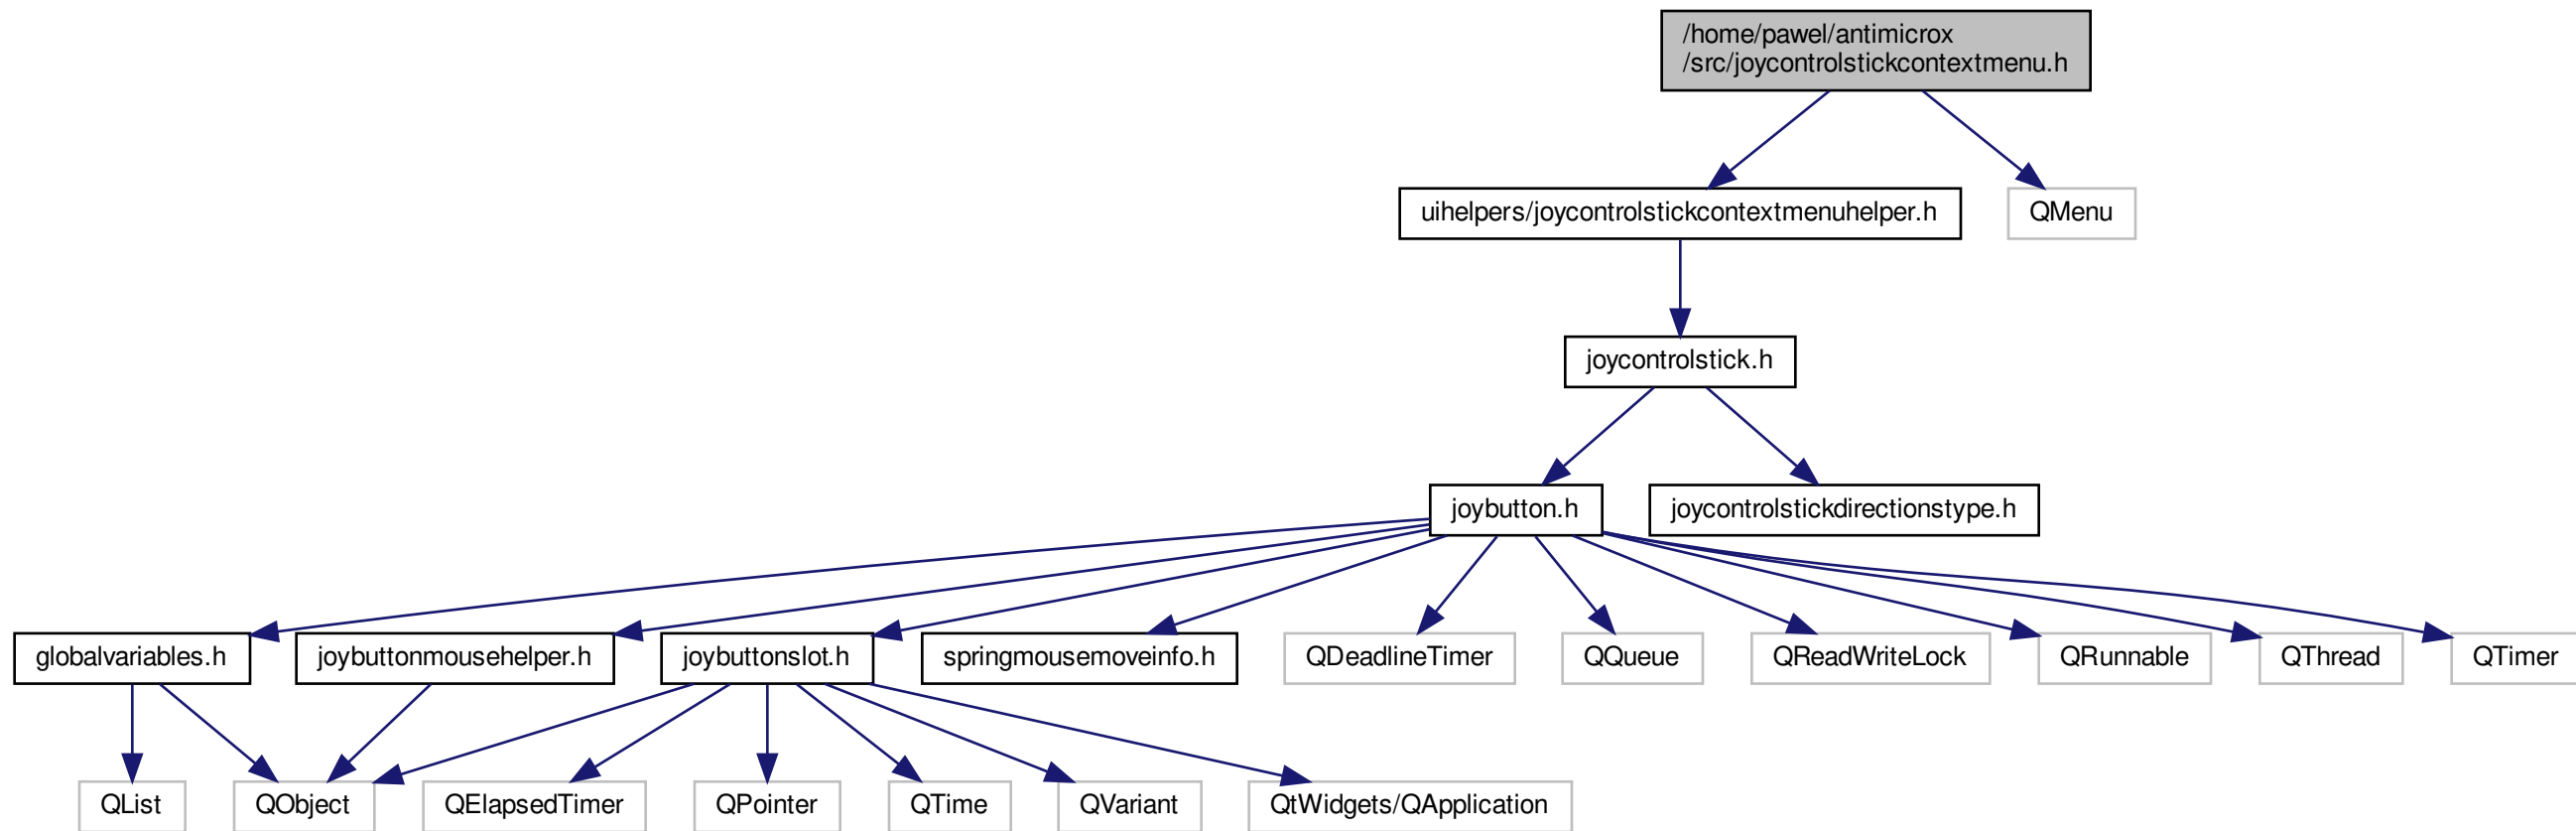 /home/pawel/antimicrox
/src/joycontrolstickcontextmenu.h
uihelpers/joycontrolstickcontextmenuhelper.h
QMenu
joycontrolstick.h
joybutton.h
joycontrolstickdirectionstype.h
globalvariables.h
joybuttonmousehelper.h
joybuttonslot.h
springmousemoveinfo.h
QDeadlineTimer
QQueue
QReadWriteLock
QRunnable
QThread
QTimer
QList
QObject
QElapsedTimer
QPointer
QTime
QVariant
QtWidgets/QApplication